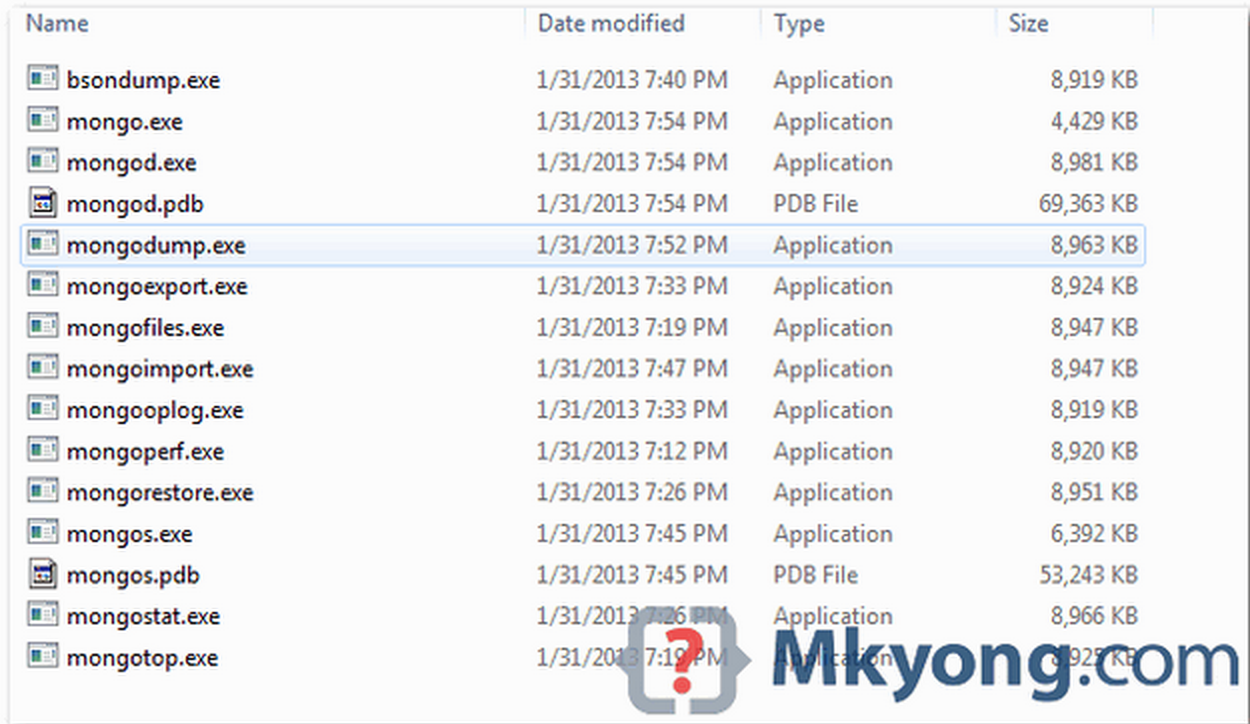 Name Date modified Type Size
bsondump.exe 1/31/2013 7:40 PM Application 8,919 KB
mongo.exe 1/31/2013 7:54 PM Application 4,429 KB
mongod.exe 1/31/2013 7:54 PM Application 8,981 KB
mongod.pdb 1/31/2013 7:54 PM PDB File 69,363 KB
mongodump.exe 1/31/2013 7:52 PM Application 8,963 KB
mongoexport.exe 1/31/2013 7:33 PM Application 8,924 KB
mongofiles.exe 1/31/2013 7:19 PM Application 8,947 KB
mongoimport.exe 1/31/2013 7:47 PM Application 8,947 KB
mongooplog.exe 1/31/2013 7:33 PM Application 8,919 KB
mongoperf.exe 1/31/2013 7:12 PM Application 8,920 KB
mongorestore.exe 1/31/2013 7:26 PM Application 8,951 KB
mongos.exe 1/31/2013 7:45 PM Application 6,392 KB
mongos.pdb 1/31/2013 7:45 PM PDB File 53,243 KB
mongostat.exe 1/31/2013 7:26 PM Application 8,966 KB
mongotop.exe 1/31/2013 7:19 PM Application 8,925 KB
{?} Mkyong.com